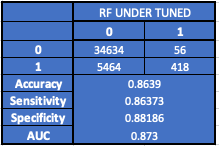 RF UNDER TUNED
0 1
0 34634 56
1 5464 418
Accuracy 0.8639
Sensitivity 0.86373
Specificity 0.88186
AUC 0.873